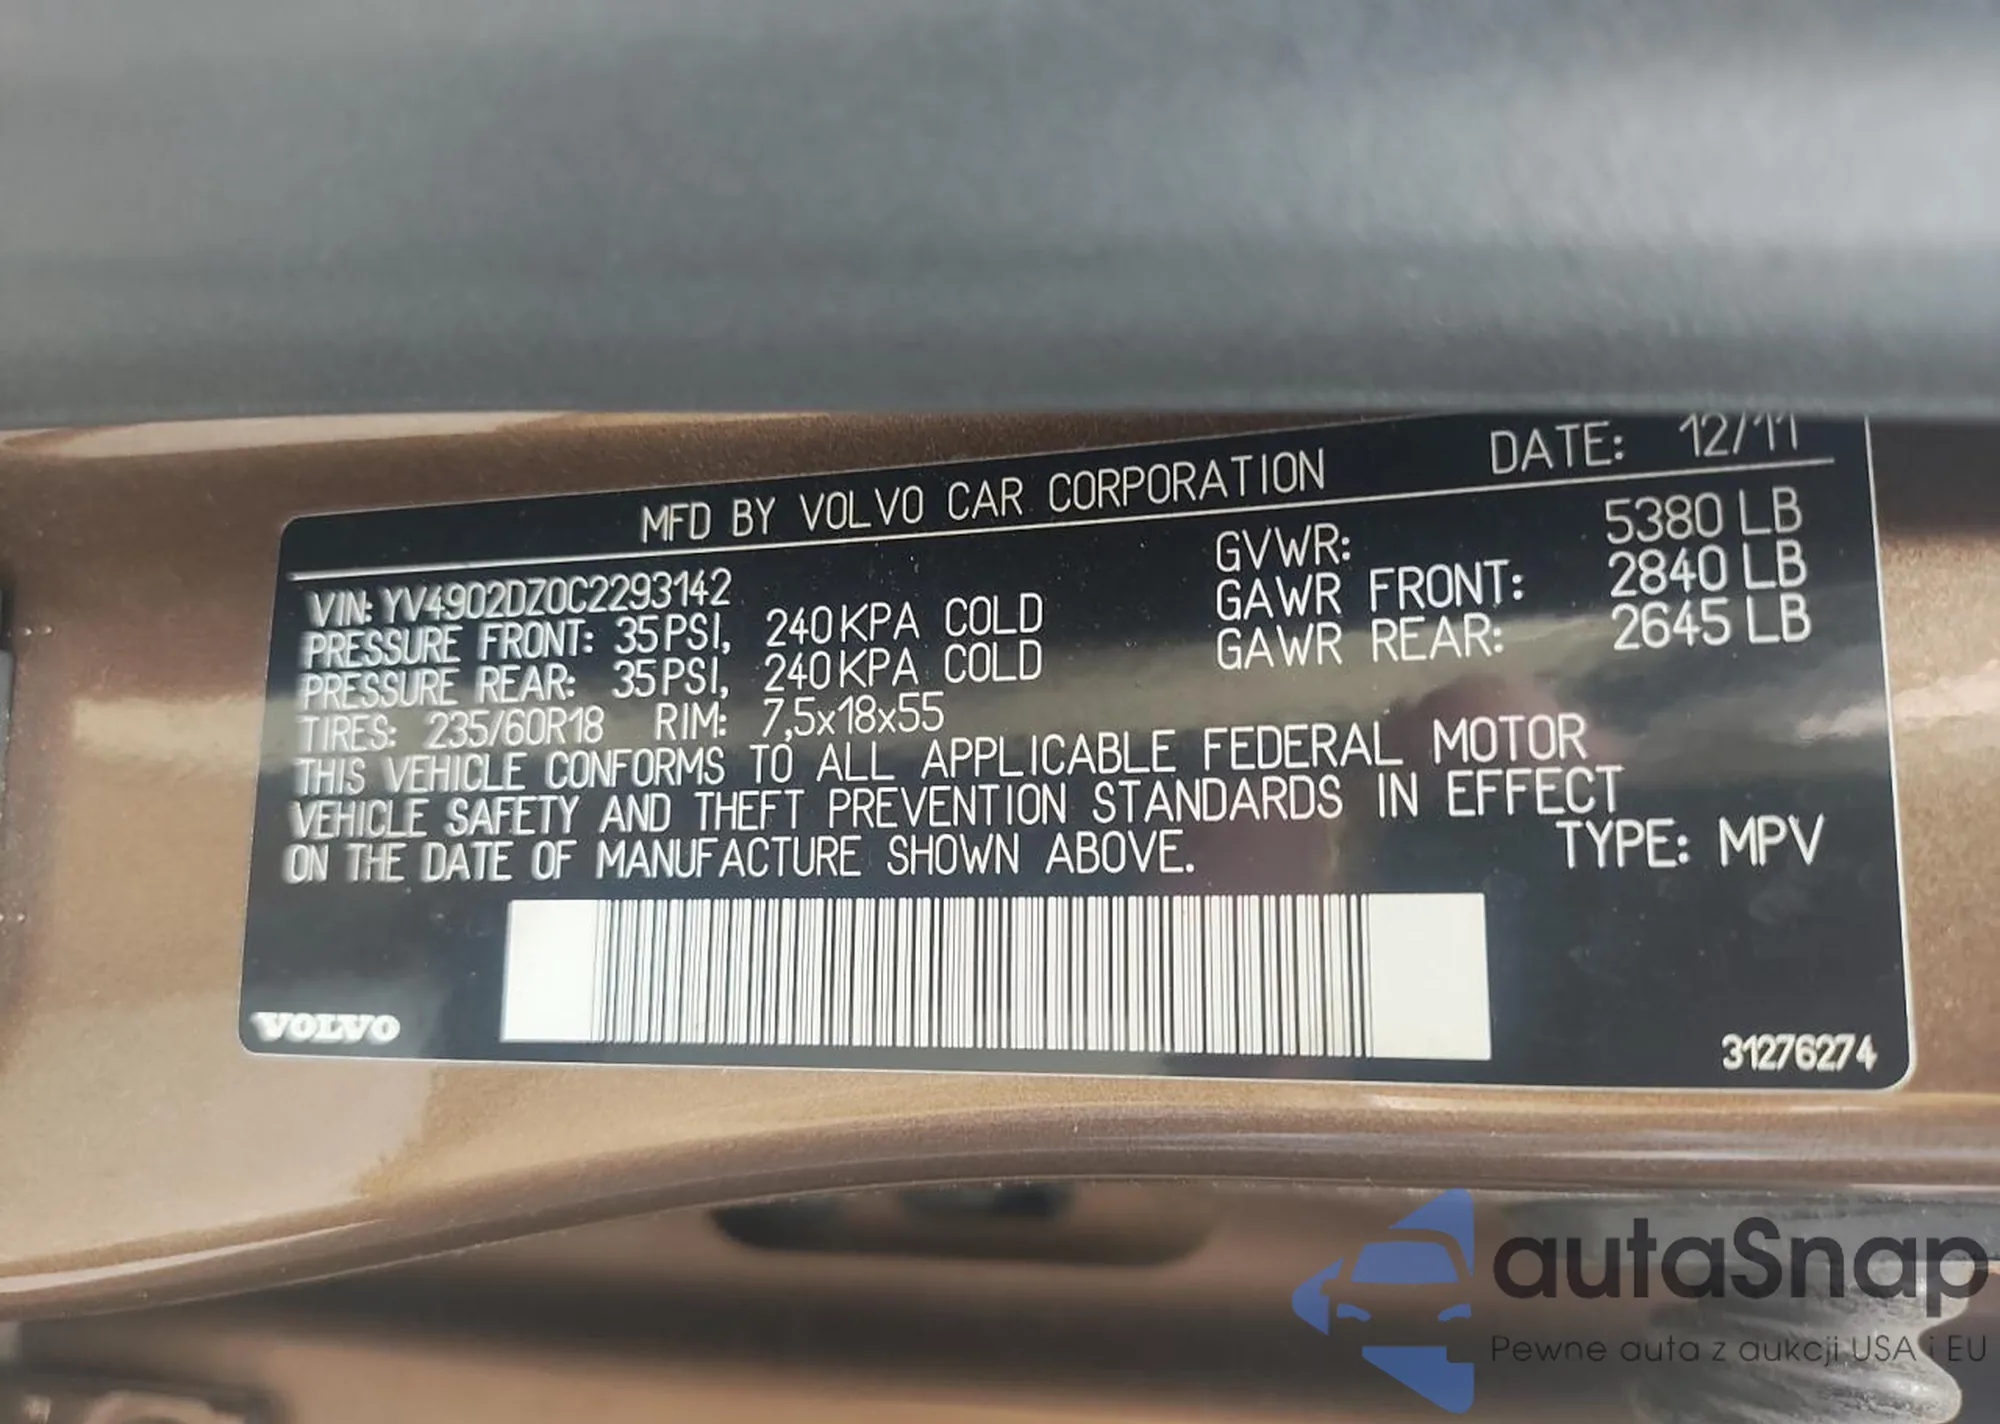 MFD BY VOLVO CAR CORPORATION DATE: 12/11
VIN: YV4902DZ0C2293142 GVWR: 5380 LB
PRESSURE FRONT: 35PSI, 240KPA COLD GAWR FRONT: 2840 LB
PRESSURE REAR: 35PSI, 240KPA COLD GAWR REAR: 2645 LB
TIRES: 235/60R18 RIM: 7,5x18x55
THIS VEHICLE CONFORMS TO ALL APPLICABLE FEDERAL MOTOR
VEHICLE SAFETY AND THEFT PREVENTION STANDARDS IN EFFECT
ON THE DATE OF MANUFACTURE SHOWN ABOVE. TYPE: MPV
VOLVO
31276274
autaSnap
Pewne auta z aukcji USA i EU